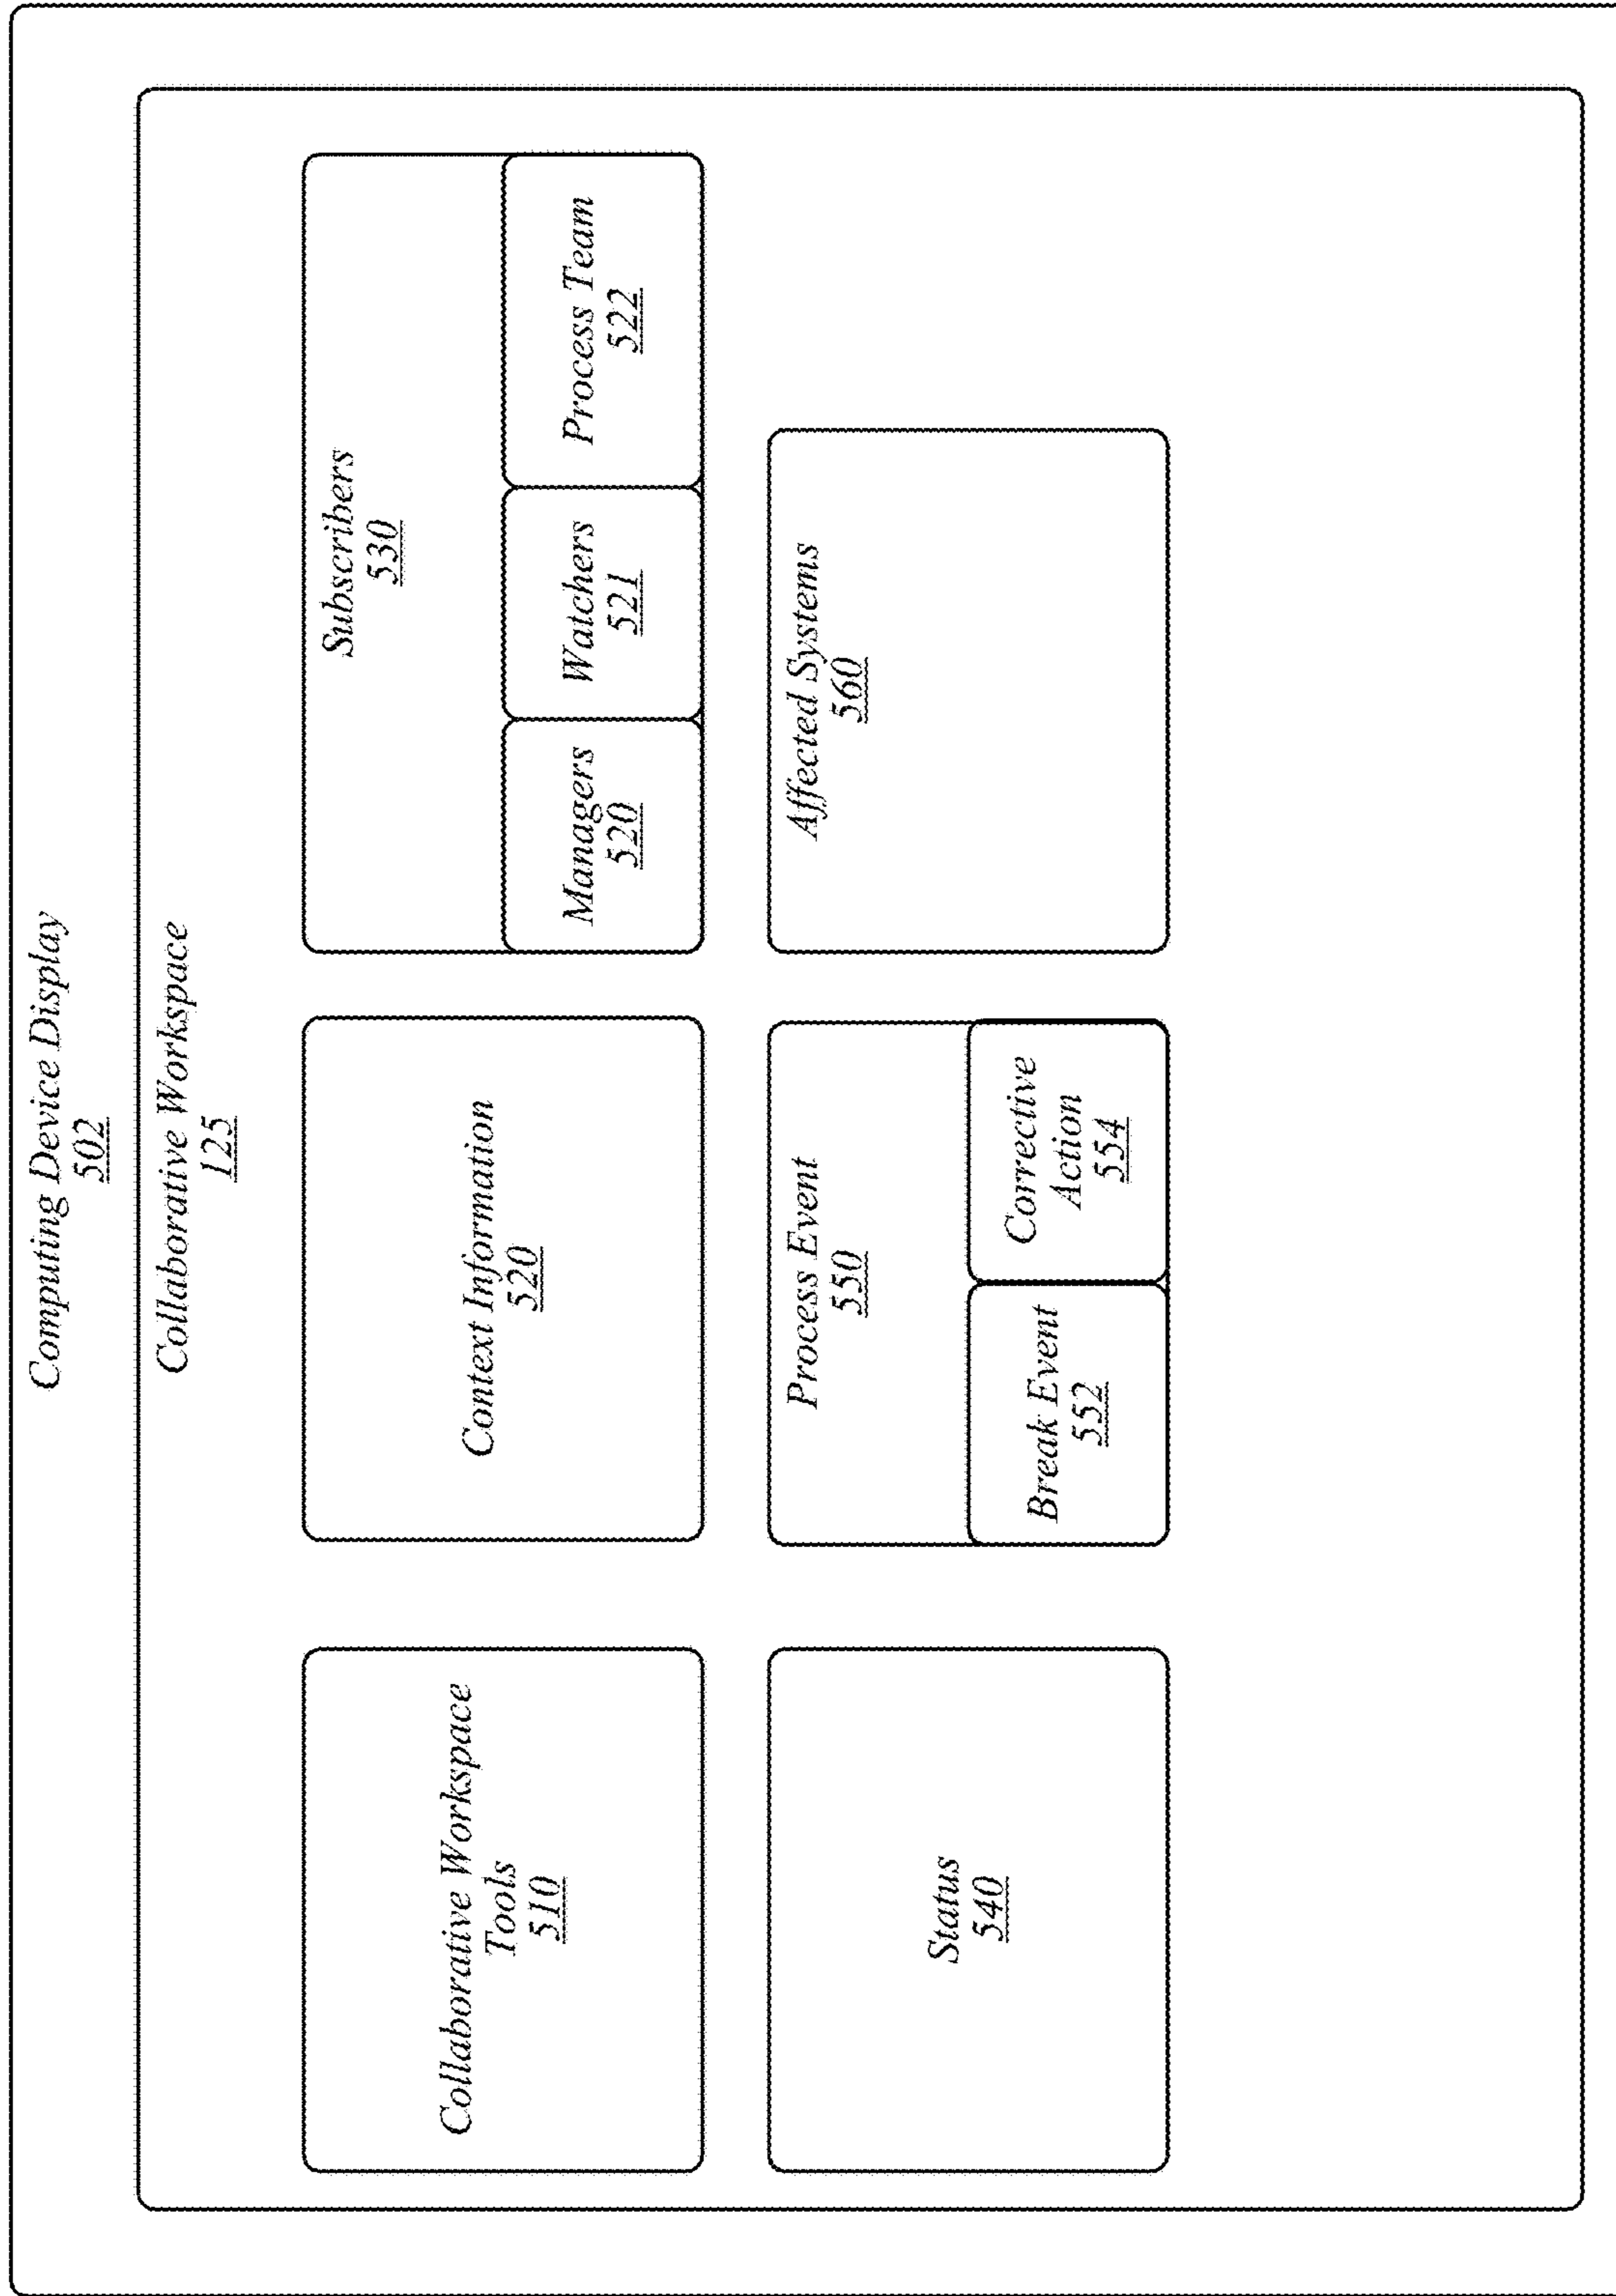 Computing Device Display
502
Collaborative Workspace
125
Collaborative Workspace
Tools
510
Context Information
520
Subscribers
530
Managers
520
Watchers
521
Process Team
522
Status
540
Process Event
550
Break Event
552
Corrective
Action
554
Affected Systems
560